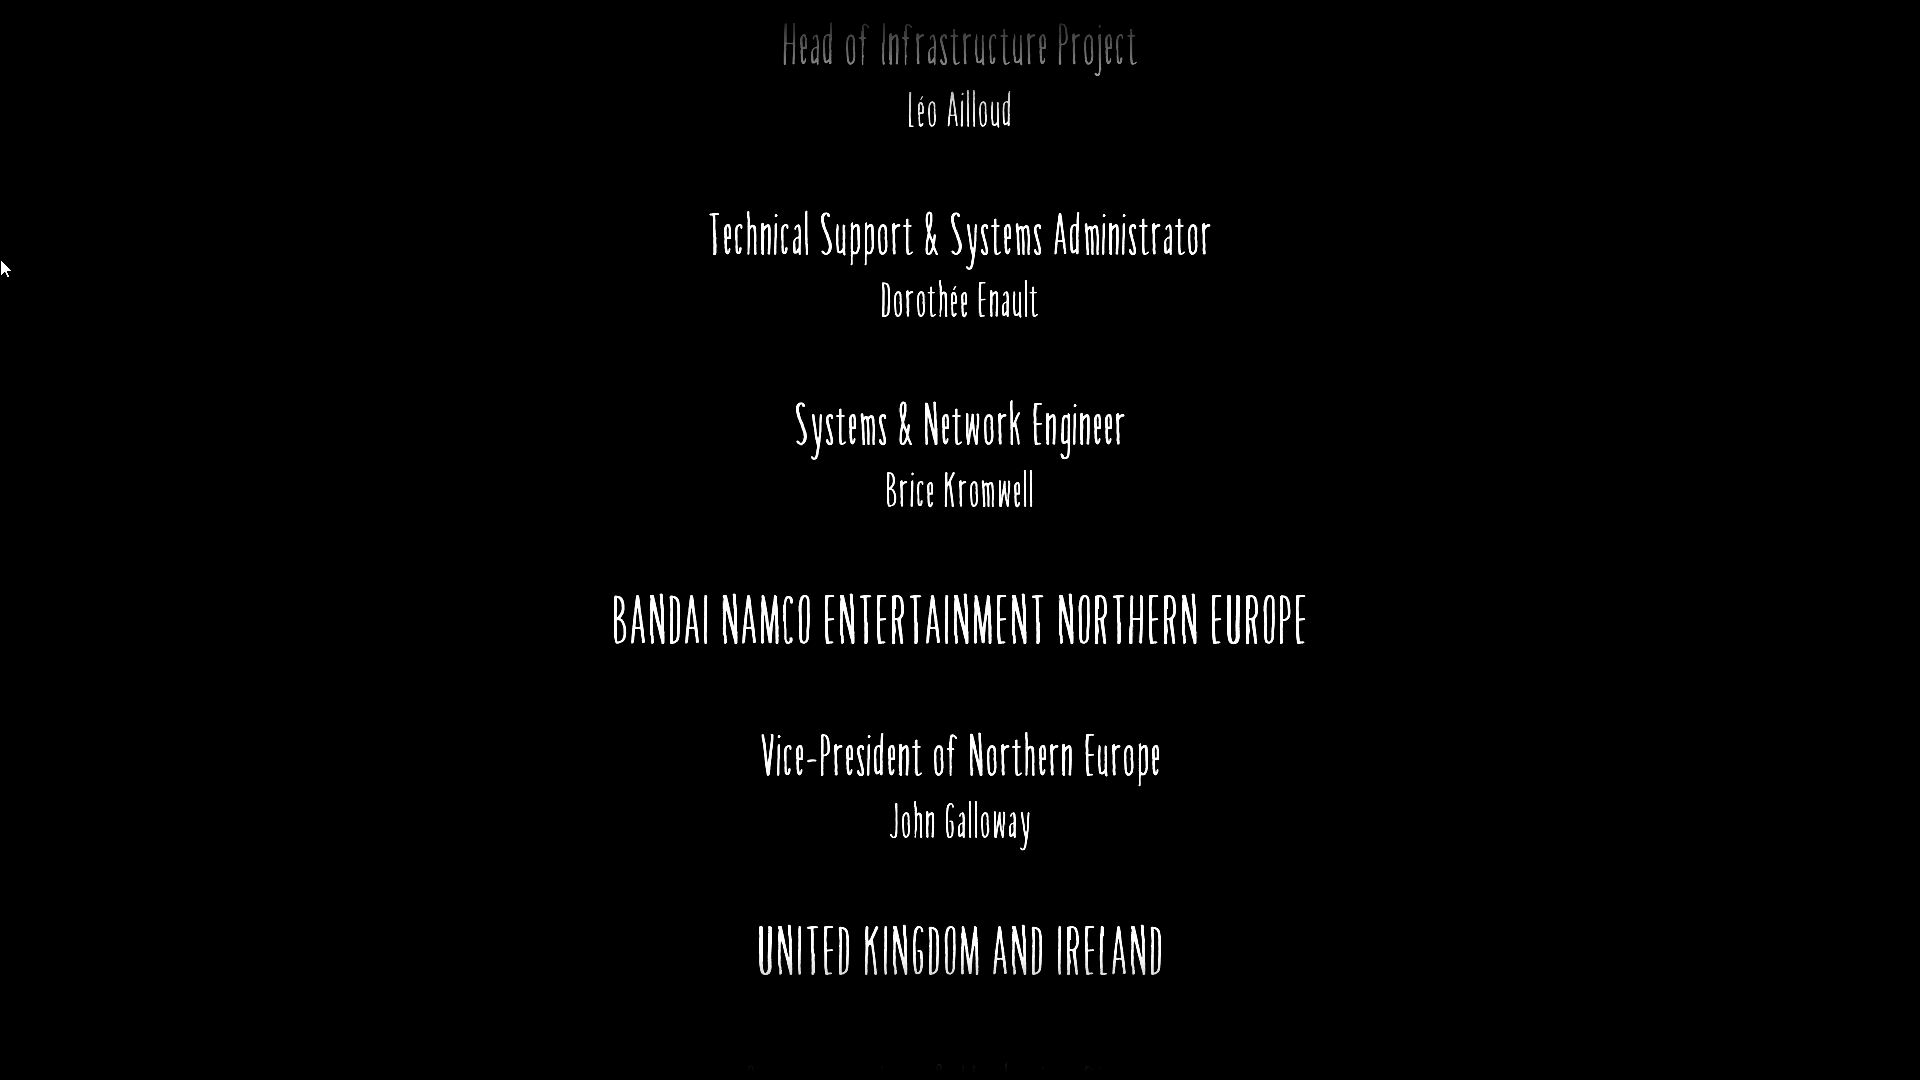 Head of Infrastructure Project
Léo Ailloud
Technical Support & Systems Administrator
Dorothée Enault
Systems & Network Engineer
Brice Kromwell
BANDAI NAMCO ENTERTAINMENT NORTHERN EUROPE
Vice-President of Northern Europe
John Galloway
UNITED KINGDOM AND IRELAND